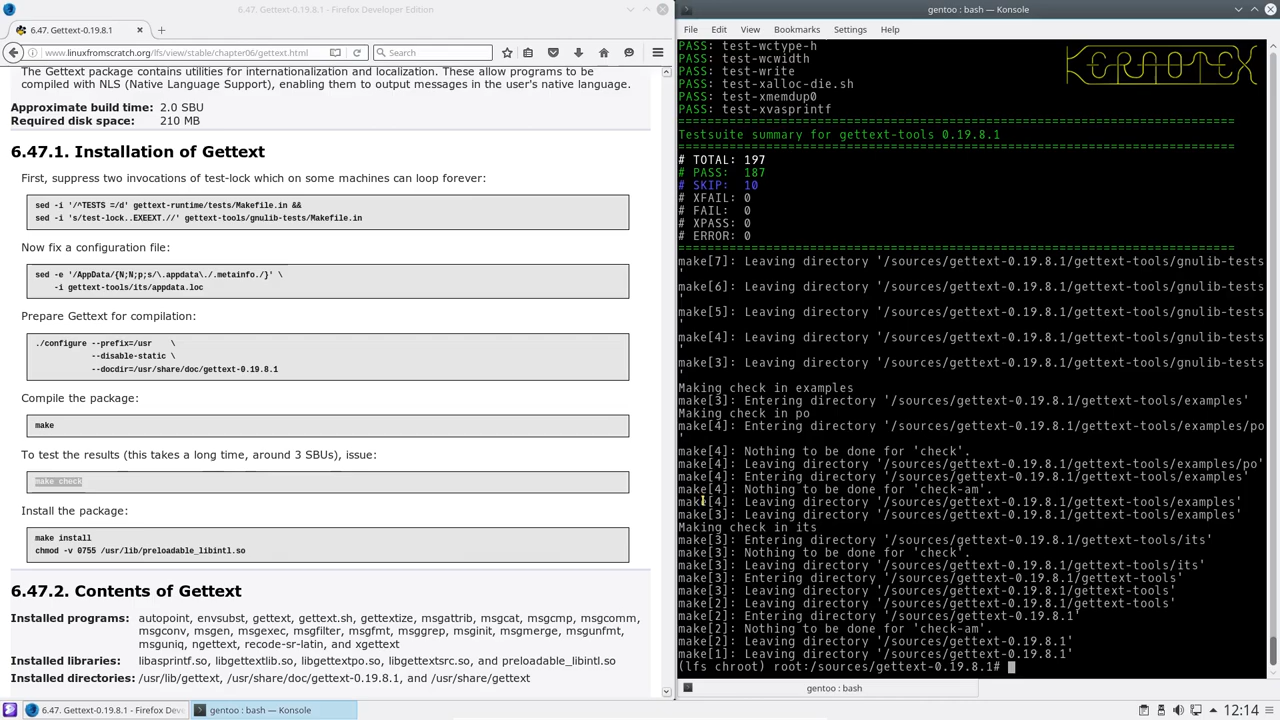 6.47. Gettext-0.19.8.1 - Firefox Developer Edition
6.47. Gettext-0.19.8.1
www.linuxfromscratch.org/lfs/view/stable/chapter06/gettext.html
Search
The Gettext package contains utilities for internationalization and localization. These allow programs to be
compiled with NLS (Native Language Support), enabling them to output messages in the user's native language.
Approximate build time: 2.0 SBU
Required disk space: 210 MB
6.47.1. Installation of Gettext
First, suppress two invocations of test-lock which on some machines can loop forever:
sed -i '/^TESTS =/d' gettext-runtime/tests/Makefile.in &&
sed -i 's/test-lock..EXEEXT.//' gettext-tools/gnulib-tests/Makefile.in
Now fix a configuration file:
sed -e '/AppData/{N;N;p;s/\.appdata\./.metainfo./}' \
-i gettext-tools/its/appdata.loc
Prepare Gettext for compilation:
./configure --prefix=/usr \
--disable-static \
--docdir=/usr/share/doc/gettext-0.19.8.1
Compile the package:
make
To test the results (this takes a long time, around 3 SBUs), issue:
make check
Install the package:
make install
chmod -v 0755 /usr/lib/preloadable_libintl.so
6.47.2. Contents of Gettext
Installed programs: autopoint, envsubst, gettext, gettext.sh, gettextize, msgattrib, msgcat, msgcmp, msgcomm,
msgconv, msgen, msgexec, msgfilter, msgfmt, msggrep, msginit, msgmerge, msgunfmt,
msguniq, ngettext, recode-sr-latin, and xgettext
Installed libraries: libasprintf.so, libgettextlib.so, libgettextpo.so, libgettextsrc.so, and preloadable_libintl.so
Installed directories: /usr/lib/gettext, /usr/share/doc/gettext-0.19.8.1, and /usr/share/gettext
gentoo : bash — Konsole
File Edit View Bookmarks Settings Help
KERNOTEX
PASS: test-wctype-h
PASS: test-wcwidth
PASS: test-write
PASS: test-xalloc-die.sh
PASS: test-xmemdup0
PASS: test-xvasprintf
============================================================================
Testsuite summary for gettext-tools 0.19.8.1
============================================================================
# TOTAL: 197
# PASS: 187
# SKIP: 10
# XFAIL: 0
# FAIL: 0
# XPASS: 0
# ERROR: 0
============================================================================
make[7]: Leaving directory '/sources/gettext-0.19.8.1/gettext-tools/gnulib-tests
'
make[6]: Leaving directory '/sources/gettext-0.19.8.1/gettext-tools/gnulib-tests
'
make[5]: Leaving directory '/sources/gettext-0.19.8.1/gettext-tools/gnulib-tests
'
make[4]: Leaving directory '/sources/gettext-0.19.8.1/gettext-tools/gnulib-tests
'
make[3]: Leaving directory '/sources/gettext-0.19.8.1/gettext-tools/gnulib-tests
'
Making check in examples
make[3]: Entering directory '/sources/gettext-0.19.8.1/gettext-tools/examples'
Making check in po
make[4]: Entering directory '/sources/gettext-0.19.8.1/gettext-tools/examples/po
'
make[4]: Nothing to be done for 'check'.
make[4]: Leaving directory '/sources/gettext-0.19.8.1/gettext-tools/examples/po'
make[4]: Entering directory '/sources/gettext-0.19.8.1/gettext-tools/examples'
make[4]: Nothing to be done for 'check-am'.
make[4]: Leaving directory '/sources/gettext-0.19.8.1/gettext-tools/examples'
make[3]: Leaving directory '/sources/gettext-0.19.8.1/gettext-tools/examples'
Making check in its
make[3]: Entering directory '/sources/gettext-0.19.8.1/gettext-tools/its'
make[3]: Nothing to be done for 'check'.
make[3]: Leaving directory '/sources/gettext-0.19.8.1/gettext-tools/its'
make[3]: Entering directory '/sources/gettext-0.19.8.1/gettext-tools'
make[3]: Leaving directory '/sources/gettext-0.19.8.1/gettext-tools'
make[2]: Leaving directory '/sources/gettext-0.19.8.1/gettext-tools'
make[2]: Entering directory '/sources/gettext-0.19.8.1'
make[2]: Nothing to be done for 'check-am'.
make[2]: Leaving directory '/sources/gettext-0.19.8.1'
make[1]: Leaving directory '/sources/gettext-0.19.8.1'
(lfs chroot) root:/sources/gettext-0.19.8.1#
gentoo : bash
6.47. Gettext-0.19.8.1 - Firefox Devel
gentoo : bash — Konsole
12:14